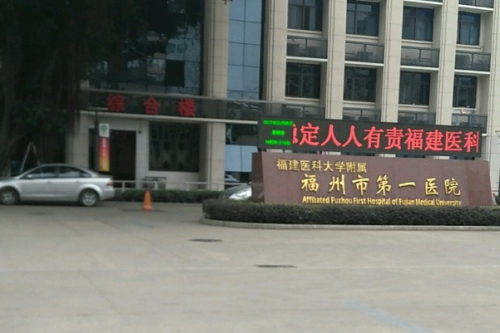 综合楼
定人人有责福建医科
福建医科大学附属
福州市第一医院
Affiliated Fuzhou First Hospital of Fujian Medical University